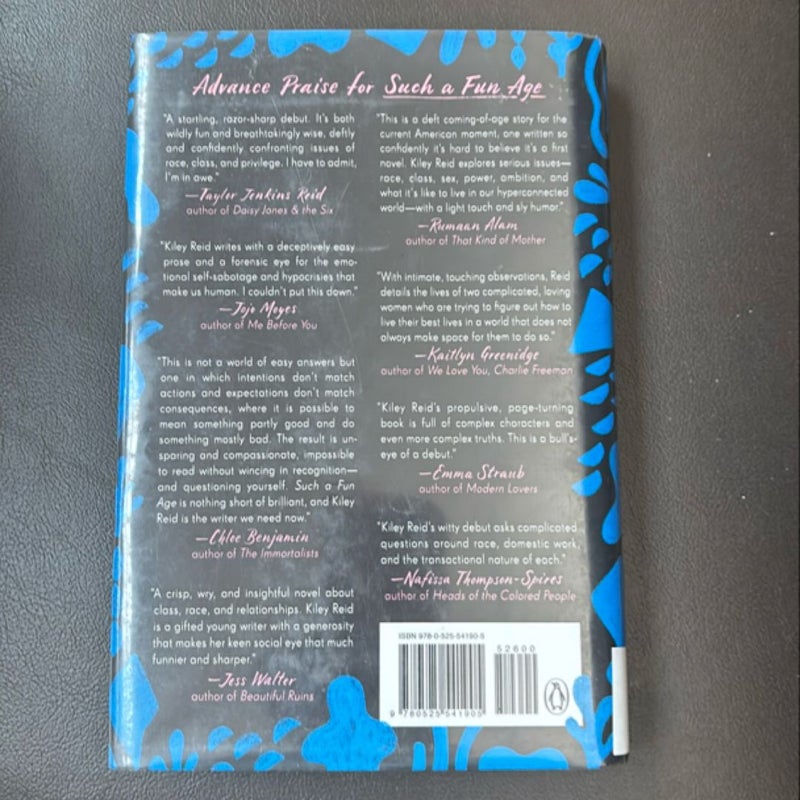 Advance Praise for Such a Fun Age
"A startling, razor-sharp debut. It's both
wildly fun and breathtakingly wise, deftly
and confidently confronting issues of
race, class, and privilege. I have to admit,
I'm in awe."
—Taylor Jenkins Reid
author of Daisy Jones & the Six
"Kiley Reid writes with a deceptively easy
prose and a forensic eye for the emo-
tional self-sabotage and hypocrisies that
make us human. I couldn't put this down."
—Jojo Moyes
author of Me Before You
"This is not a world of easy answers but
one in which intentions don't match
actions and expectations don't match
consequences, where it is possible to
mean something partly good and do
something mostly bad. The result is un-
sparing and compassionate, impossible
to read without wincing in recognition—
and questioning yourself. Such a Fun
Age is nothing short of brilliant, and Kiley
Reid is the writer we need now."
—Chloe Benjamin
author of The Immortalists
"A crisp, wry, and insightful novel about
class, race, and relationships. Kiley Reid
is a gifted young writer with a generosity
that makes her keen social eye that much
funnier and sharper."
—Jess Walter
author of Beautiful Ruins
"This is a deft coming-of-age story for the
current American moment, one written so
confidently it's hard to believe it's a first
novel. Kiley Reid explores serious issues—
race, class, sex, power, ambition, and
what it's like to live in our hyperconnected
world—with a light touch and sly humor."
—Rumaan Alam
author of That Kind of Mother
"With intimate, touching observations, Reid
details the lives of two complicated, loving
women who are trying to figure out how to
live their best lives in a world that does not
always make space for them to do so."
—Kaitlyn Greenidge
author of We Love You, Charlie Freeman
"Kiley Reid's propulsive, page-turning
book is full of complex characters and
even more complex truths. This is a bull's-
eye of a debut."
—Emma Straub
author of Modern Lovers
"Kiley Reid's witty debut asks complicated
questions around race, domestic work,
and the transactional nature of each."
—Nafissa Thompson-Spires
author of Heads of the Colored People
ISBN 978-0-525-54190-5
52600
9 780525 541905